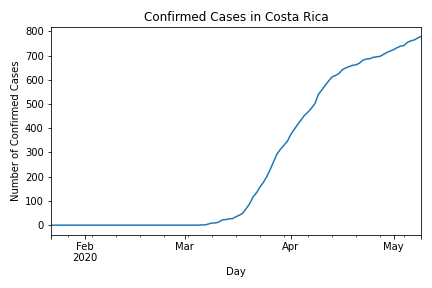 Confirmed Cases in Costa Rica
Number of Confirmed Cases
800
700
600
500
400
300
200
100
0
Feb Mar Apr May
2020
Day